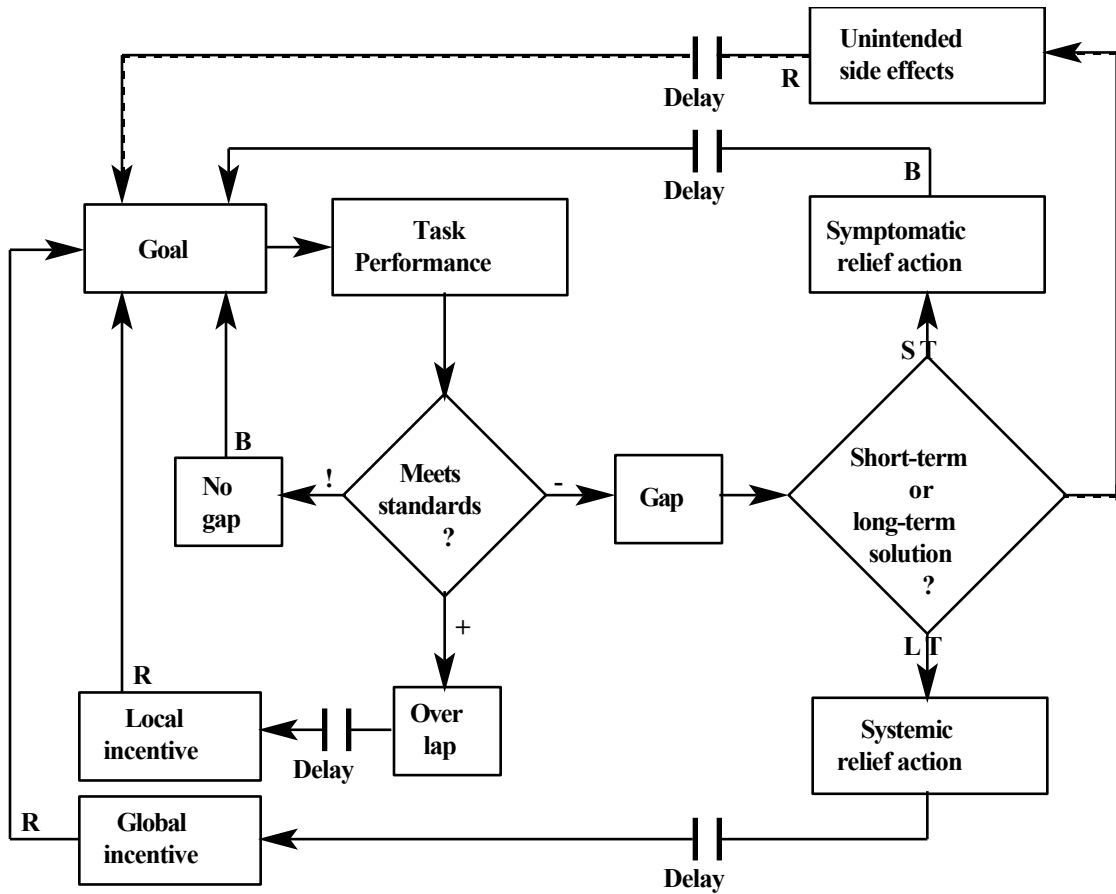 Unintended
side effects
R
Delay
B
Delay
Symptomatic
relief action
Goal
Task
Performance
S T
B
!
-
No
gap
Meets
standards
?
Gap
Short-term
or
long-term
solution
?
+
L T
R
Local
incentive
Delay
Over
lap
Systemic
relief action
R
Global
incentive
Delay